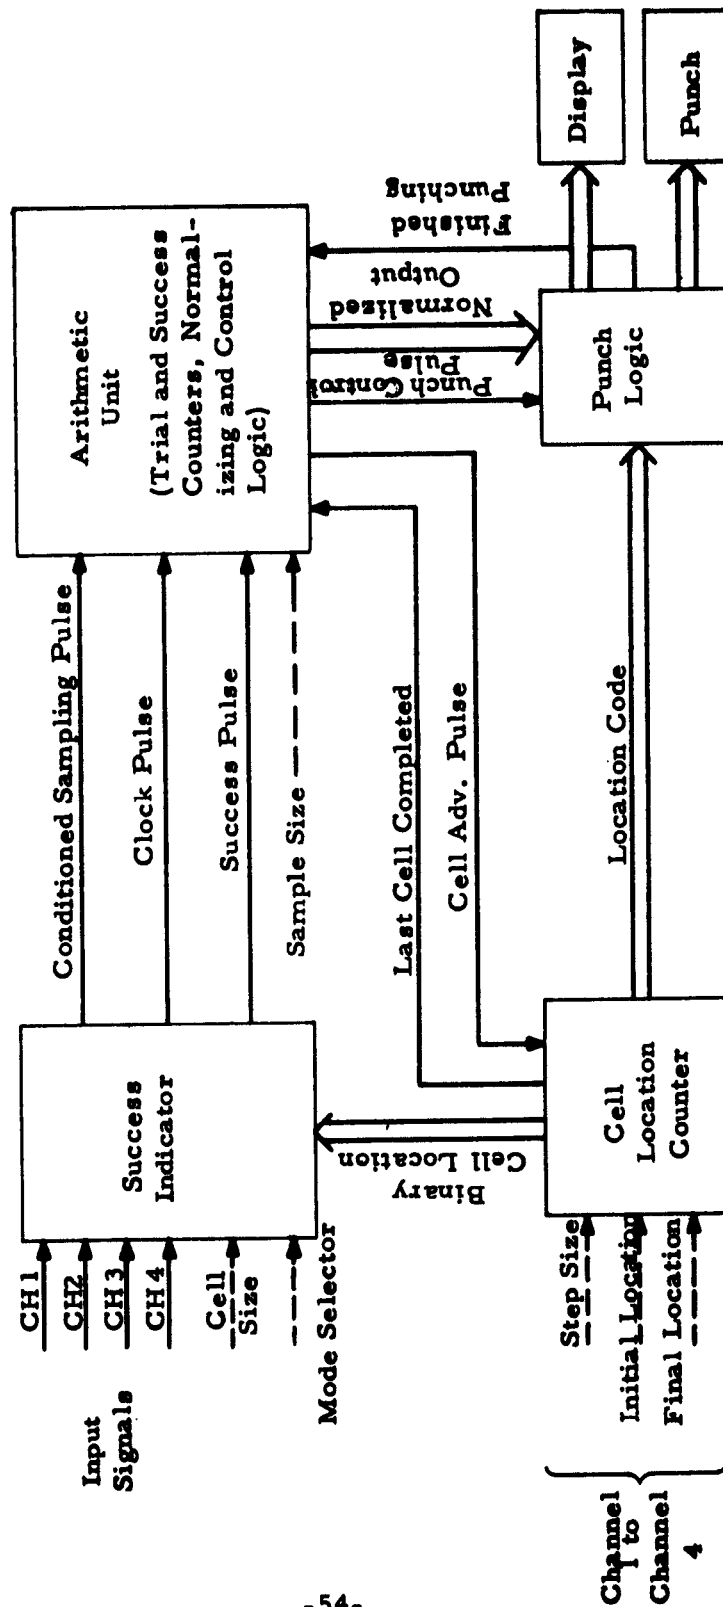 Input
Signals
CH 1
CH2
CH 3
CH 4
Cell
Size
Mode Selector
Success
Indicator
Conditioned Sampling Pulse
Clock Pulse
Success Pulse
Sample Size
Arithmetic
Unit
(Trial and Success
Counters, Normal-
izing and Control
Logic)
Binary
Cell Location
Last Cell Completed
Cell Adv. Pulse
Punch Control
Pulse
Normalized
Output
Finished
Punching
Channel
1 to
Channel
4
Step Size
Initial Location
Final Location
Cell
Location
Counter
Location Code
Punch
Logic
Display
Punch
-54-